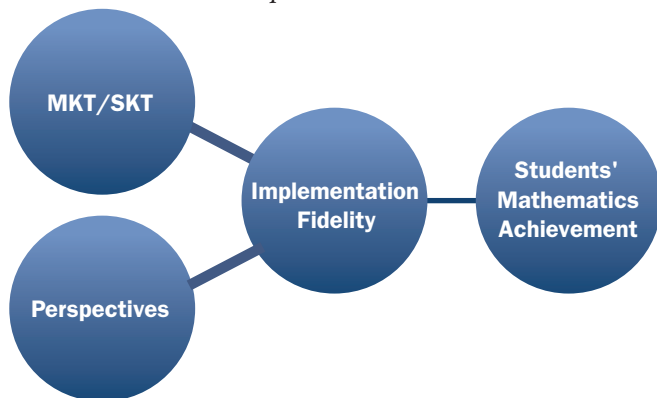 MKT/SKT
Perspectives
Implementation
Fidelity
Students'
Mathematics
Achievement